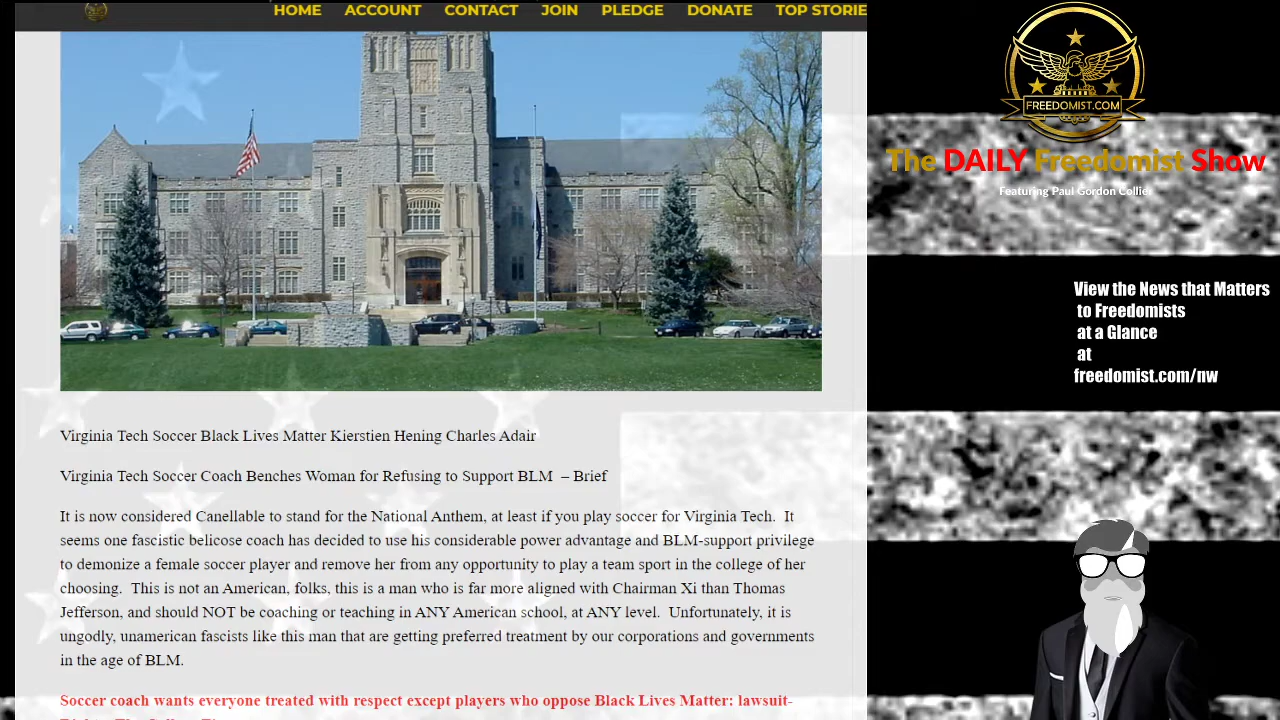 HOME ACCOUNT CONTACT JOIN PLEDGE DONATE TOP STORIE
FREEDOMIST.COM
The DAILY Freedomist Show
Featuring Paul Gordon Collie
View the News that Matters
to Freedomists
at a Glance
at
freedomist.com/nw
Virginia Tech Soccer Black Lives Matter Kierstien Hening Charles Adair
Virginia Tech Soccer Coach Benches Woman for Refusing to Support BLM – Brief
It is now considered Canellable to stand for the National Anthem, at least if you play soccer for Virginia Tech. It
seems one fascistic belicose coach has decided to use his considerable power advantage and BLM-support privilege
to demonize a female soccer player and remove her from any opportunity to play a team sport in the college of her
choosing. This is not an American, folks, this is a man who is far more aligned with Chairman Xi than Thomas
Jefferson, and should NOT be coaching or teaching in ANY American school, at ANY level. Unfortunately, it is
ungodly, unamerican fascists like this man that are getting preferred treatment by our corporations and governments
in the age of BLM.
Soccer coach wants everyone treated with respect except players who oppose Black Lives Matter: lawsuit-